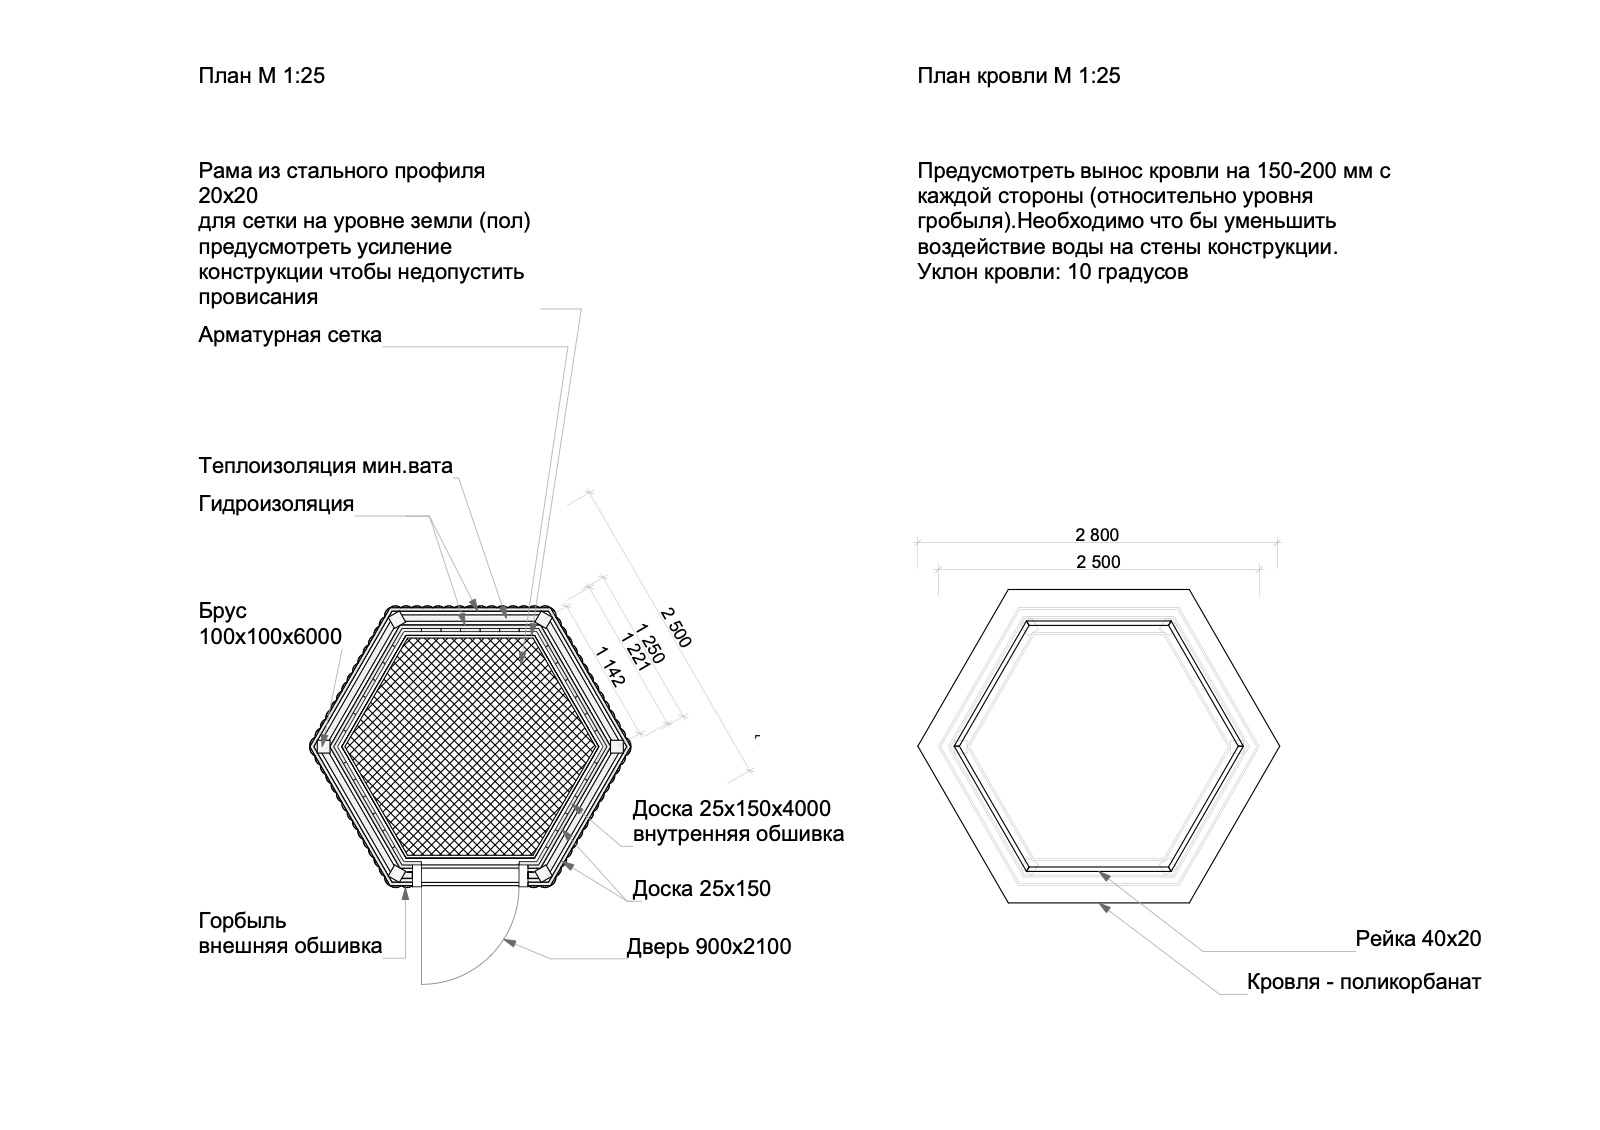 План М 1:25
Рама из стального профиля
20x20
для сетки на уровне земли (пол)
предусмотреть усиление
конструкции чтобы недопустить
провисания
Арматурная сетка
Теплоизоляция мин.вата
Гидроизоляция
Брус
100х100х6000
1 142
1 221
1 250
2 500
Доска 25х150х4000
внутренняя обшивка
Доска 25х150
Дверь 900х2100
Горбыль
внешняя обшивка
План кровли М 1:25
Предусмотреть вынос кровли на 150-200 мм с
каждой стороны (относительно уровня
гробыля).Необходимо что бы уменьшить
воздействие воды на стены конструкции.
Уклон кровли: 10 градусов
2 800
2 500
Рейка 40х20
Кровля - поликорбанат